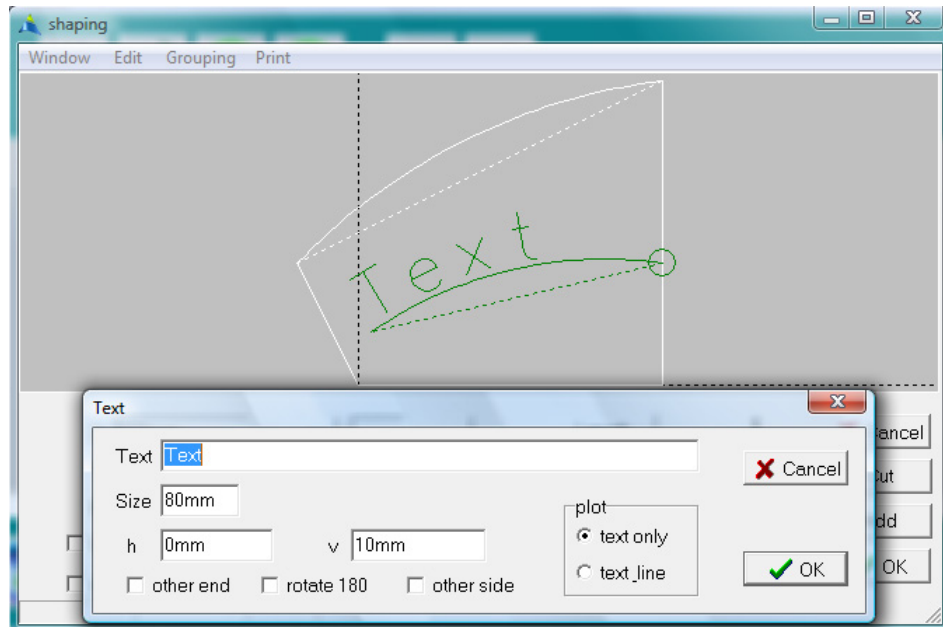 shaping
Window Edit Grouping Print
Text
Text
Text Text
Cancel
Size 80mm
plot
h 0mm v 10mm
text only
text_line
other end rotate 180 other side
OK
ancel
ut
dd
OK